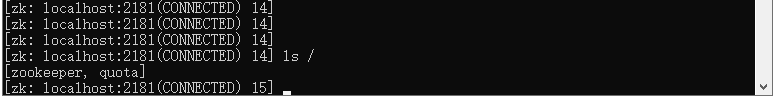 [zk: localhost:2181(CONNECTED) 14]
[zk: localhost:2181(CONNECTED) 14]
[zk: localhost:2181(CONNECTED) 14]
[zk: localhost:2181(CONNECTED) 14] ls /
[zookeeper, quota]
[zk: localhost:2181(CONNECTED) 15]